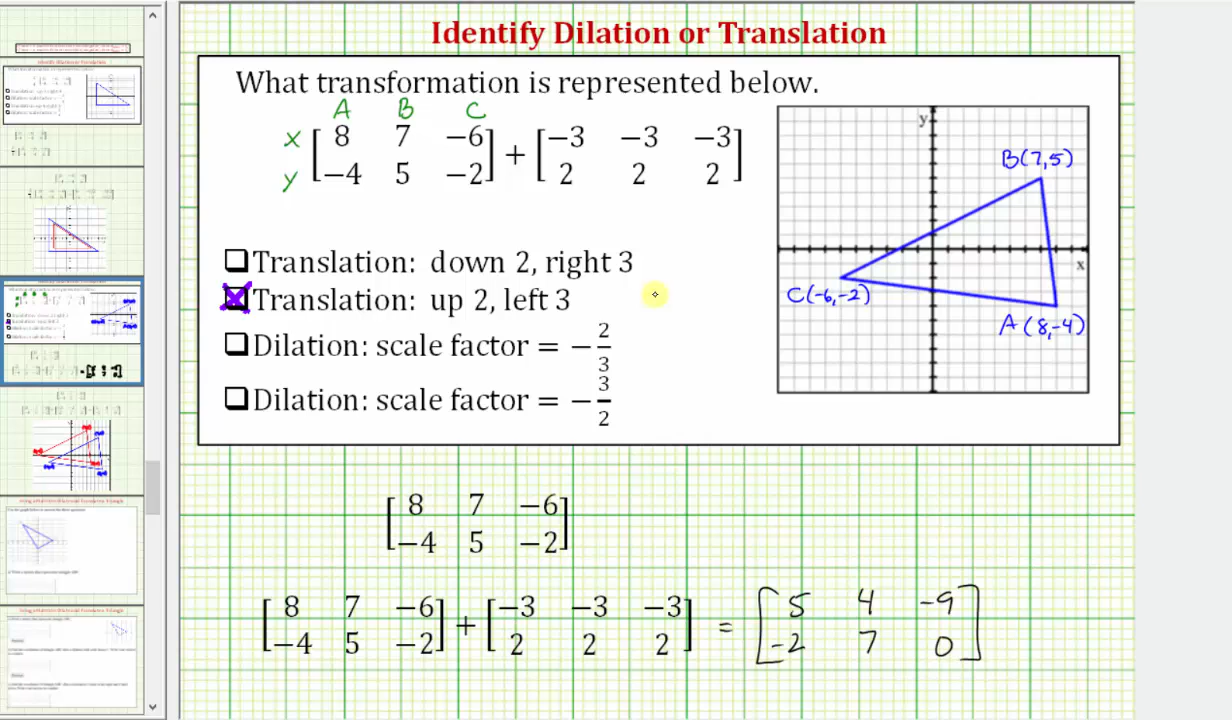 Identify Dilation or Translation
What transformation is represented below.
A B C
x [8 7 −6] + [−3 −3 −3]
y [−4 5 −2] [2 2 2]
y
B(7,5)
x
C(-6,-2)
A(8,-4)
Translation: down 2, right 3
Translation: up 2, left 3
Dilation: scale factor = −2/3
Dilation: scale factor = −3/2
[8 7 −6]
[−4 5 −2]
[8 7 −6] + [−3 −3 −3] = [5 4 -9]
[−4 5 −2] [2 2 2] [-2 7 0]